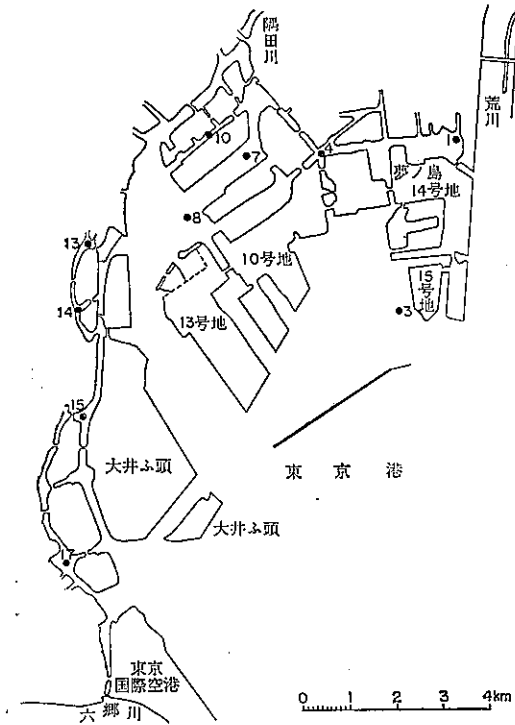 隅田川
荒川
1
4
10
夢ノ島
7
14号地
8
13
10号地
15号地
3
14
13号地
15
大井ふ頭
東京港
大井ふ頭
17
東京
国際空港
六郷川
0 1 2 4km